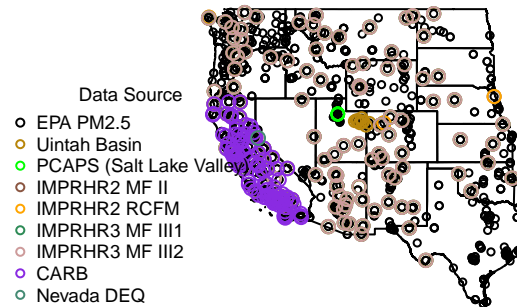 Data Source
EPA PM2.5
Uintah Basin
PCAPS (Salt Lake Valley)
IMPRHR2 MF II
IMPRHR2 RCFM
IMPRHR3 MF III1
IMPRHR3 MF III2
CARB
Nevada DEQ